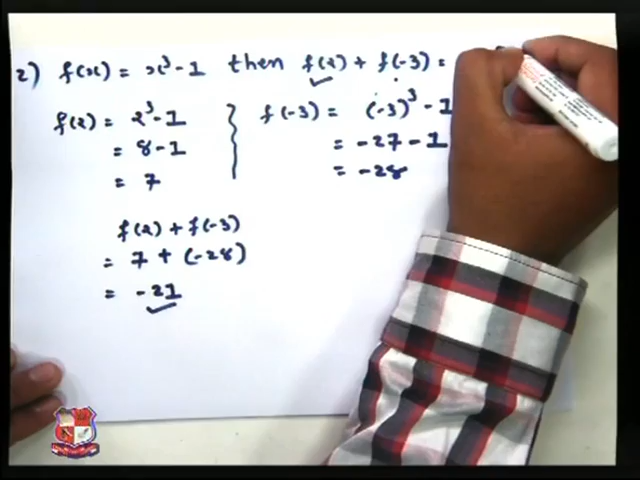 2) f(x) = x³-1 then f(2) + f(-3) =
f(2) = 2³-1
= 8-1
= 7
f(-3) = (-3)³ - 1
= -27-1
= -28
f(2) + f(-3)
= 7 + (-28)
= -21